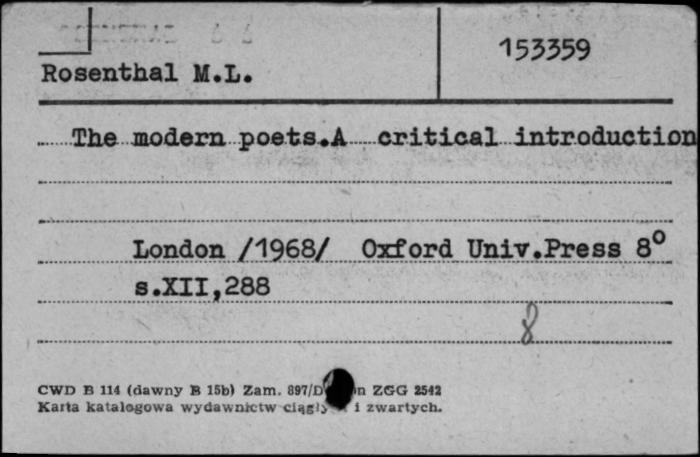 153359
Rosenthal M.L.
The modern poets.A critical introduction
London /1968/ Oxford Univ.Press 8°
s.XII,288
8
CWD B 114 (dawny B 15b) Zam. 897/D ZGG 2542
Karta katalogowa wydawnictw i zwartych.